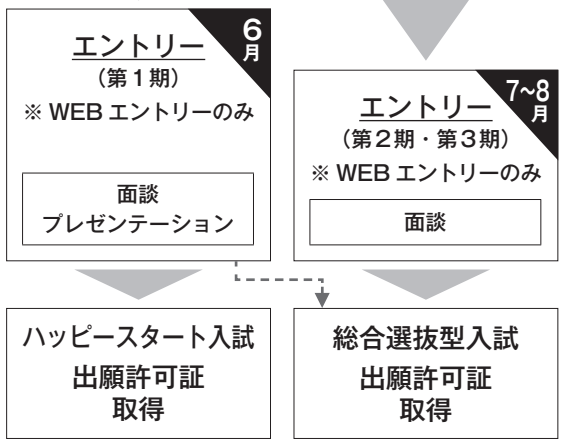 6月
エントリー
（第1期）
※ WEB エントリーのみ
面談
プレゼンテーション
7~8月
エントリー
（第2期・第3期）
※ WEB エントリーのみ
面談
ハッピースタート入試
出願許可証
取得
総合選抜型入試
出願許可証
取得